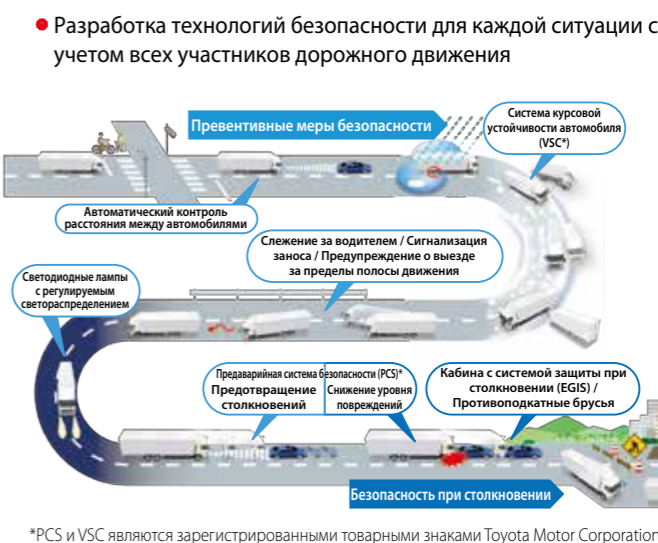 Разработка технологий безопасности для каждой ситуации с
учетом всех участников дорожного движения
Превентивные меры безопасности
Система курсовой
устойчивости автомобиля
(VSC*)
Автоматический контроль
расстояния между автомобилями
Слежение за водителем / Сигнализация
заноса / Предупреждение о выезде
за пределы полосы движения
Светодиодные лампы
с регулируемым
светораспределением
Предаварийная система безопасности (PCS)*
Предотвращение
столкновений
Снижение уровня
повреждений
Кабина с системой защиты при
столкновении (EGIS) /
Противоподкатные брусья
Безопасность при столкновении
*PCS и VSC являются зарегистрированными товарными знаками Toyota Motor Corporation